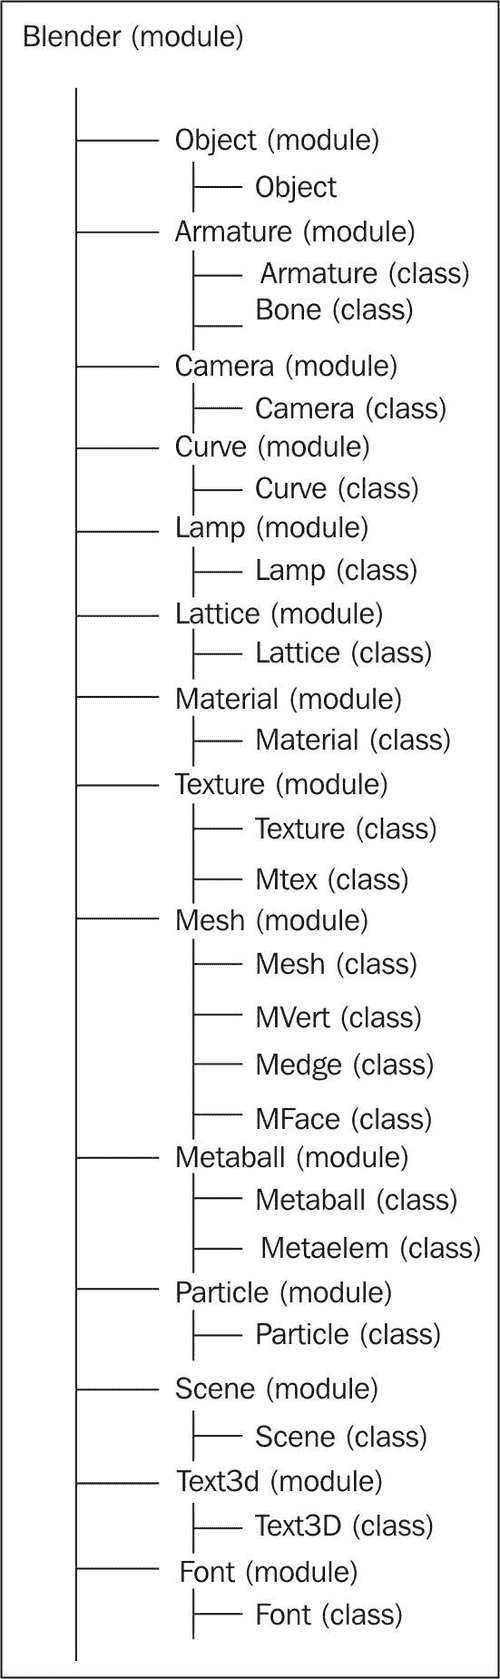 Blender (module)
Object (module)
Object
Armature (module)
Armature (class)
Bone (class)
Camera (module)
Camera (class)
Curve (module)
Curve (class)
Lamp (module)
Lamp (class)
Lattice (module)
Lattice (class)
Material (module)
Material (class)
Texture (module)
Texture (class)
Mtex (class)
Mesh (module)
Mesh (class)
MVert (class)
Medge (class)
MFace (class)
Metaball (module)
Metaball (class)
Metaelem (class)
Particle (module)
Particle (class)
Scene (module)
Scene (class)
Text3d (module)
Text3D (class)
Font (module)
Font (class)